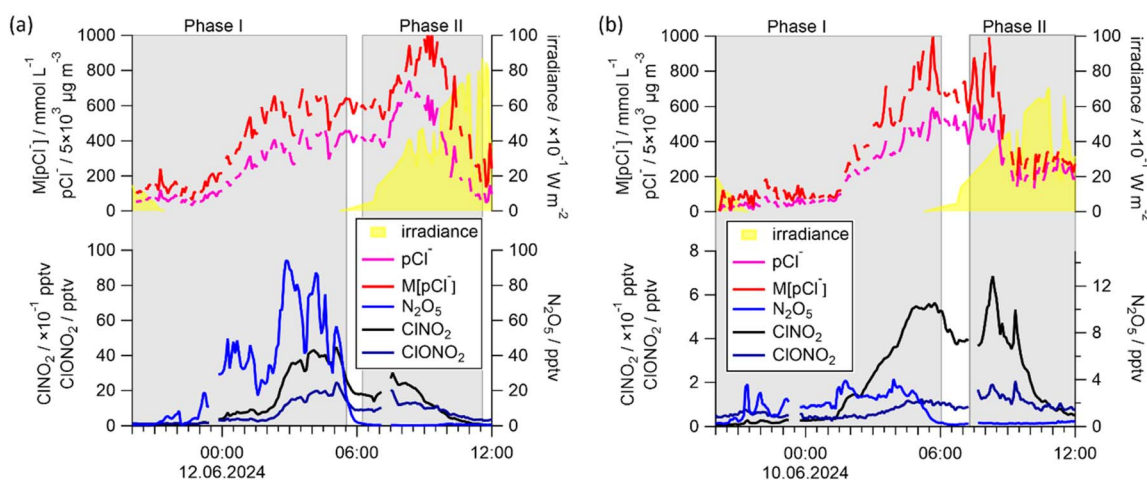 (a)
Phase I
Phase II
M[pCl⁻] / mmol L⁻¹
pCl⁻ / 5×10³ µg m⁻³
1000
800
600
400
200
0
100
80
60
40
20
0
irradiance / ×10⁻¹ W m⁻²
ClNO₂ / ×10⁻¹ pptv
ClONO₂ / pptv
100
80
60
40
20
0
irradiance
pCl⁻
M[pCl⁻]
N₂O₅
ClNO₂
ClONO₂
100
80
60
40
20
0
N₂O₅ / pptv
00:00
12.06.2024
06:00
12:00
(b)
Phase I
Phase II
M[pCl⁻] / mmol L⁻¹
pCl⁻ / 5×10³ µg m⁻³
1000
800
600
400
200
0
100
80
60
40
20
0
irradiance / ×10⁻¹ W m⁻²
ClNO₂ / ×10⁻¹ pptv
ClONO₂ / pptv
8
6
4
2
0
irradiance
pCl⁻
M[pCl⁻]
N₂O₅
ClNO₂
ClONO₂
12
8
4
0
N₂O₅ / pptv
00:00
10.06.2024
06:00
12:00